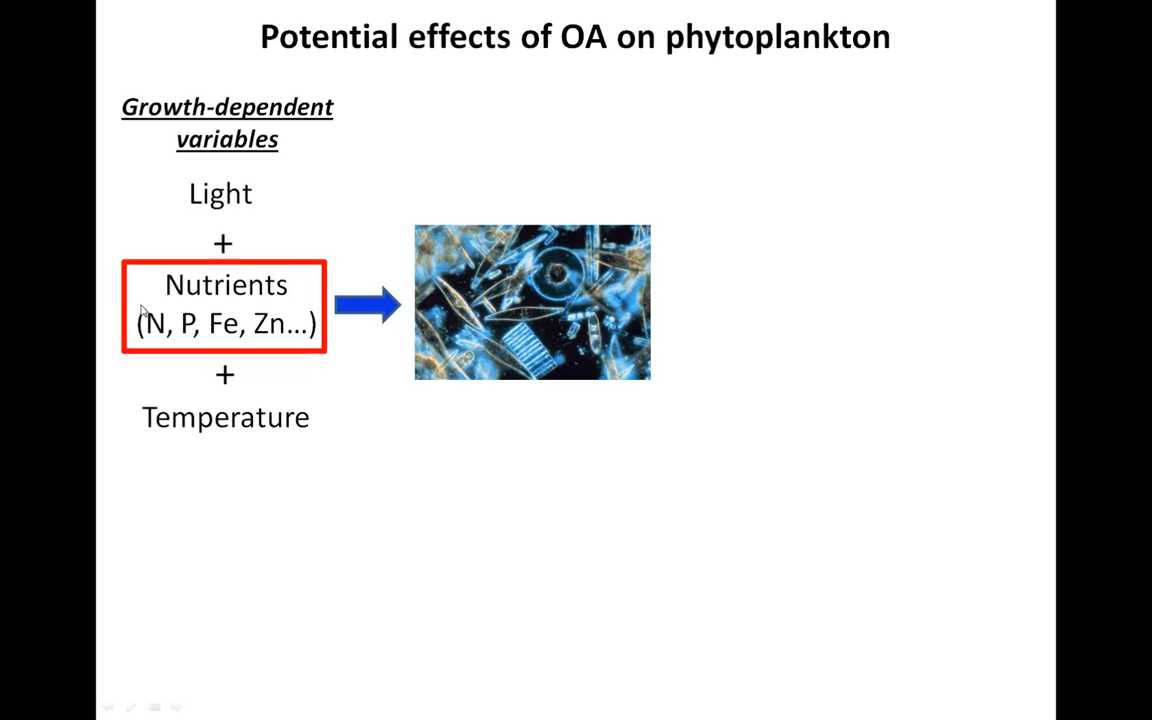 Potential effects of OA on phytoplankton
Growth-dependent
variables
Light
+
Nutrients
(N, P, Fe, Zn...)
+
Temperature